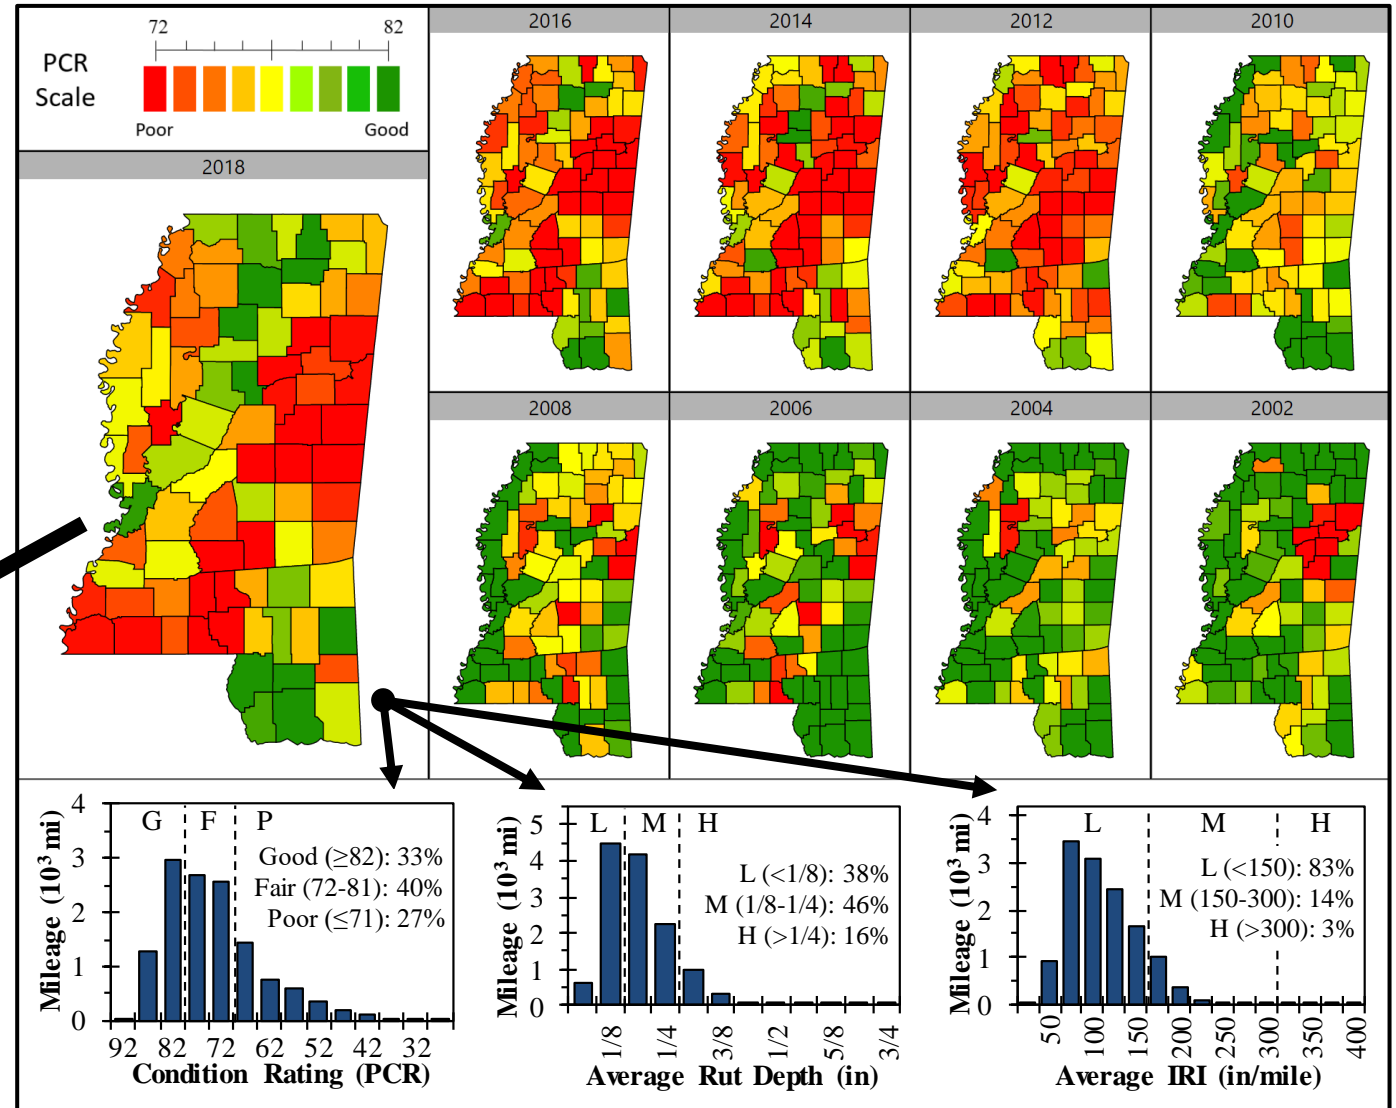 72 82
PCR
Scale
Poor Good
2018
2016
2014
2012
2010
2008
2006
2004
2002
4
3
2
1
0
Mileage (10³ mi)
G F P
Good (≥82): 33%
Fair (72-81): 40%
Poor (≤71): 27%
92 82 72 62 52 42 32
Condition Rating (PCR)
5
4
3
2
1
0
Mileage (10³ mi)
L M H
L (<1/8): 38%
M (1/8-1/4): 46%
H (>1/4): 16%
1/8 1/4 3/8 1/2 5/8 3/4
Average Rut Depth (in)
4
3
2
1
0
Mileage (10³ mi)
L M H
L (<150): 83%
M (150-300): 14%
H (>300): 3%
50 100 150 200 250 300 350 400
Average IRI (in/mile)